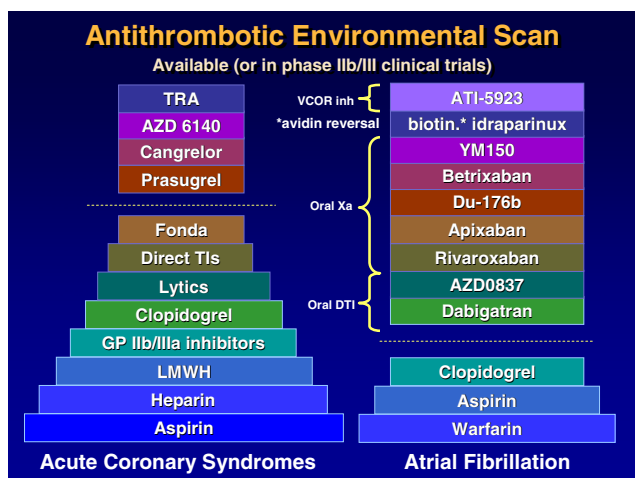 Antithrombotic Environmental Scan
Available (or in phase IIb/III clinical trials)
TRA
AZD 6140
Cangrelor
Prasugrel
Fonda
Direct TIs
Lytics
Clopidogrel
GP IIb/IIIa inhibitors
LMWH
Heparin
Aspirin
Acute Coronary Syndromes
VCOR inh
*avidin reversal
Oral Xa
Oral DTI
ATI-5923
biotin.* idraparinux
YM150
Betrixaban
Du-176b
Apixaban
Rivaroxaban
AZD0837
Dabigatran
Clopidogrel
Aspirin
Warfarin
Atrial Fibrillation